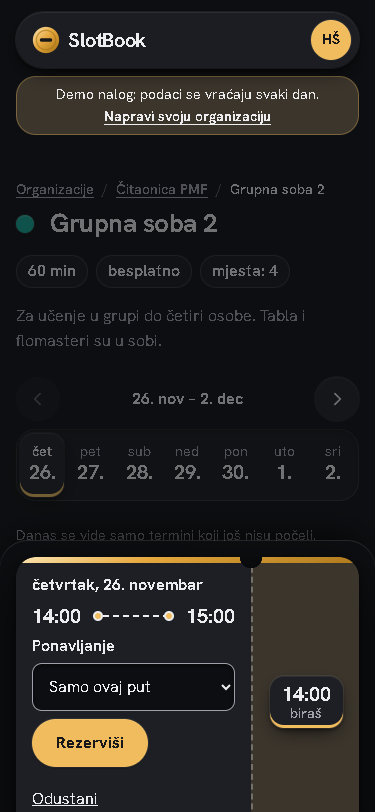 SlotBook
HŠ
Demo nalog: podaci se vraćaju svaki dan.
Napravi svoju organizaciju
Organizacije / Čitaonica PMF / Grupna soba 2
Grupna soba 2
60 min
besplatno
mjesta: 4
Za učenje u grupi do četiri osobe. Tabla i
flomasteri su u sobi.
26. nov – 2. dec
čet pet sub ned pon uto sri
26. 27. 28. 29. 30. 1. 2.
Danas se vide samo termini koji još nisu počeli.
četvrtak, 26. novembar
14:00 15:00
Ponavljanje
Samo ovaj put
Rezerviši
Odustani
14:00
biraš